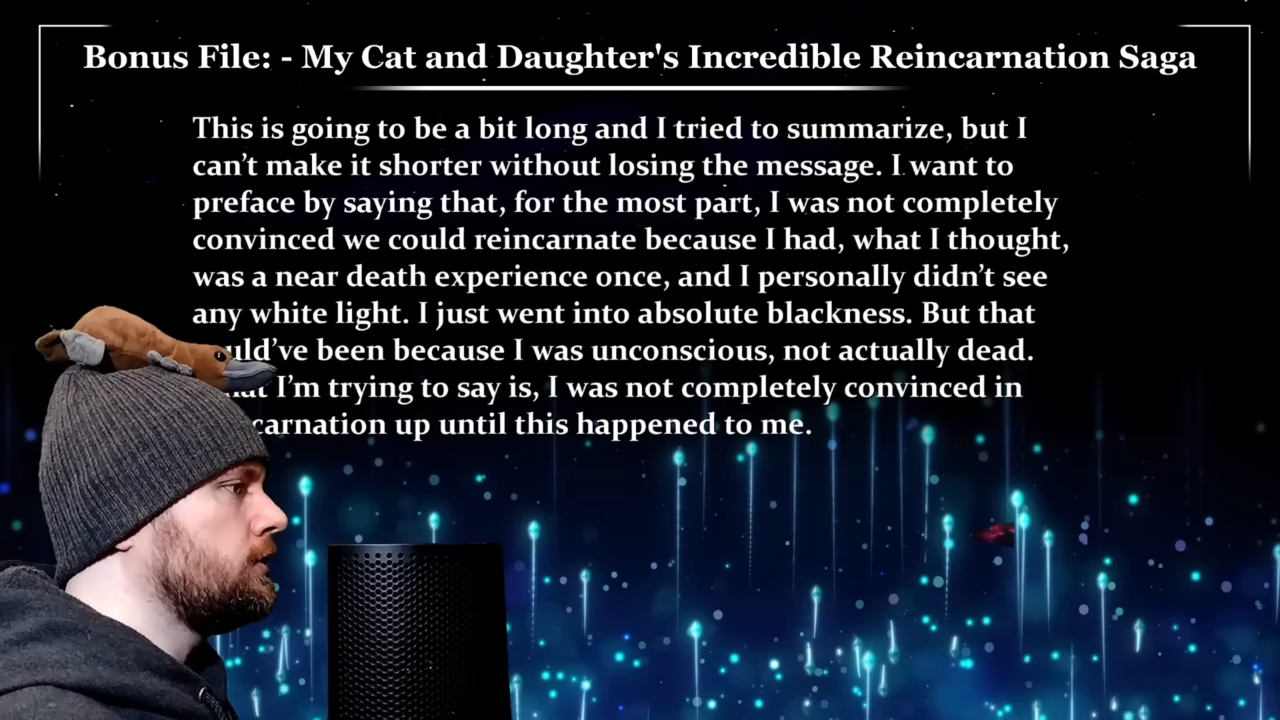 Bonus File: - My Cat and Daughter's Incredible Reincarnation Saga
This is going to be a bit long and I tried to summarize, but I
can’t make it shorter without losing the message. I want to
preface by saying that, for the most part, I was not completely
convinced we could reincarnate because I had, what I thought,
was a near death experience once, and I personally didn’t see
any white light. I just went into absolute blackness. But that
been because I was unconscious, not actually dead.
I’m trying to say is, I was not completely convinced in
up until this happened to me.